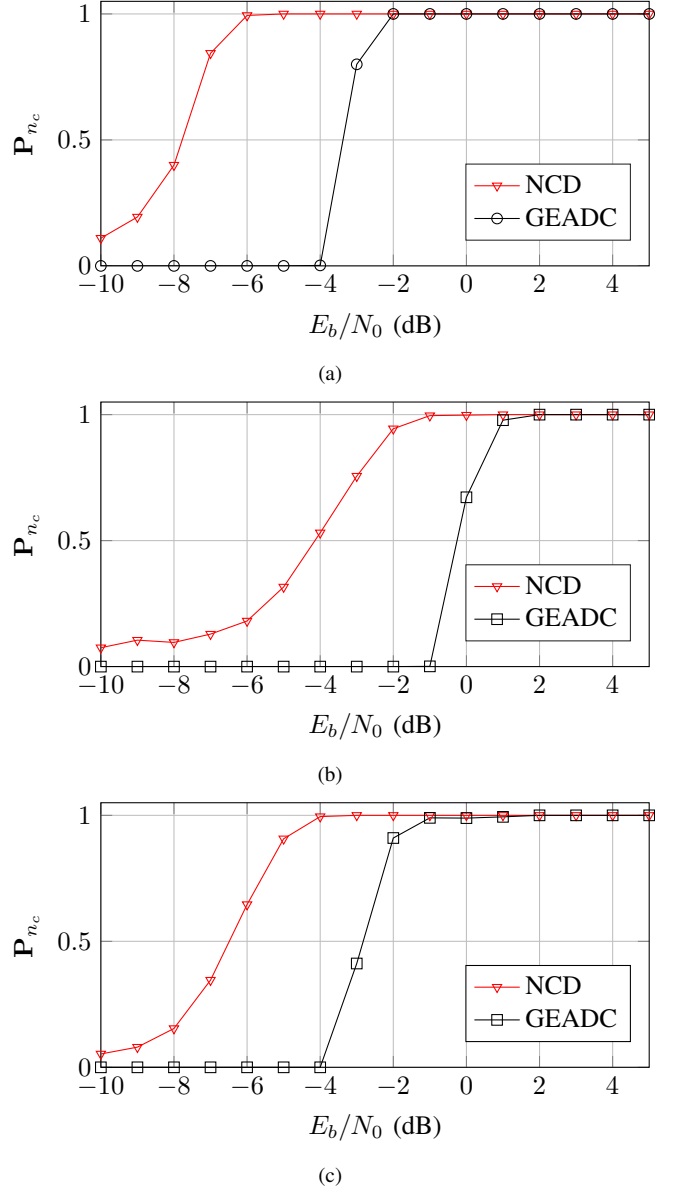 1
0.5
0
P_{n_c}
NCD
GEADC
−10 −8 −6 −4 −2 0 2 4
E_b/N_0 (dB)
(a)
1
0.5
0
P_{n_c}
NCD
GEADC
−10 −8 −6 −4 −2 0 2 4
E_b/N_0 (dB)
(b)
1
0.5
0
P_{n_c}
NCD
GEADC
−10 −8 −6 −4 −2 0 2 4
E_b/N_0 (dB)
(c)